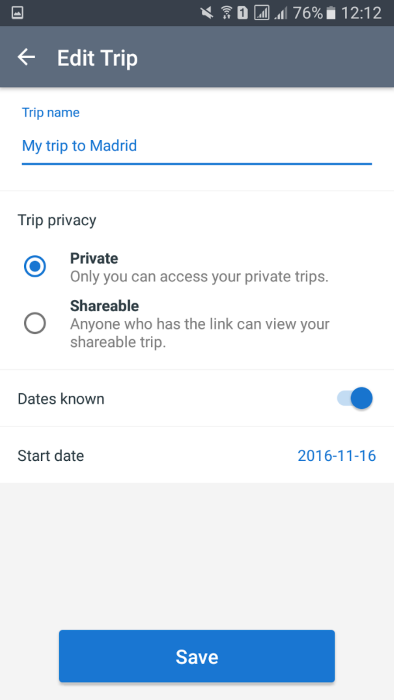 1 76% 12:12
Edit Trip
Trip name
My trip to Madrid
Trip privacy
Private
Only you can access your private trips.
Shareable
Anyone who has the link can view your
shareable trip.
Dates known
Start date 2016-11-16
Save